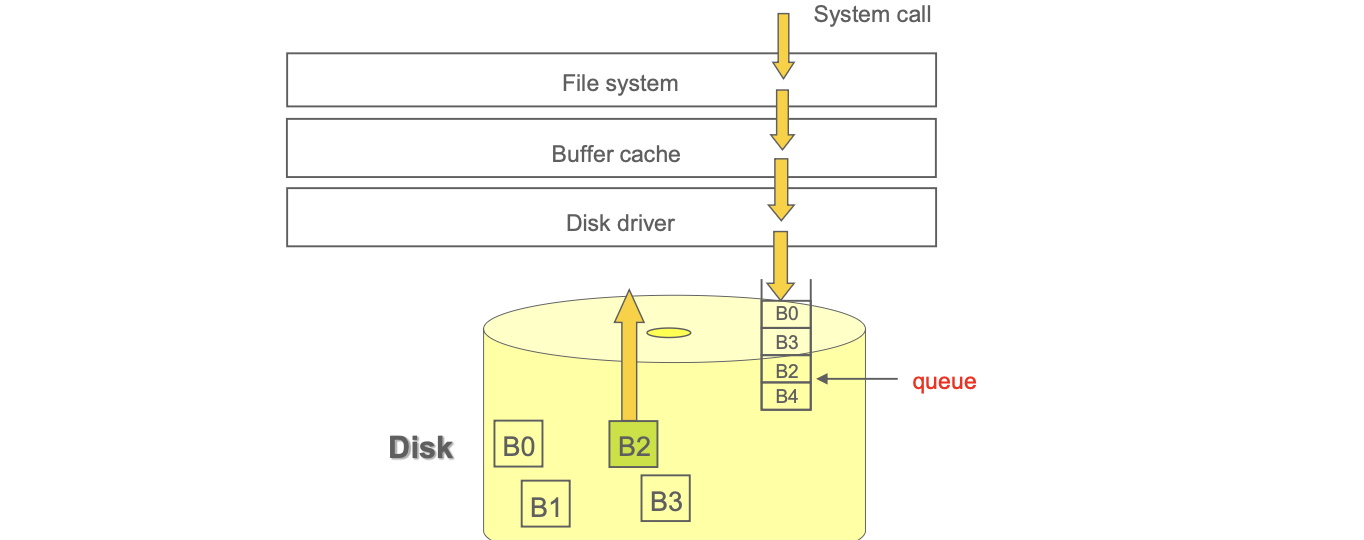 System call
File system
Buffer cache
Disk driver
B0
B3
B2
B4
queue
Disk
B0
B2
B1
B3